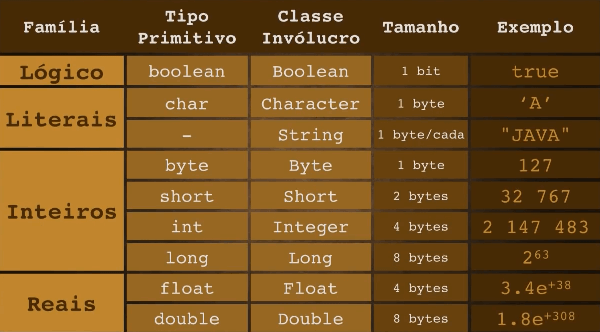 Família Tipo Primitivo Classe Invólucro Tamanho Exemplo
Lógico boolean Boolean 1 bit true
Literais char Character 1 byte ‘A’
– String 1 byte/cada "JAVA"
Inteiros byte Byte 1 byte 127
short Short 2 bytes 32 767
int Integer 4 bytes 2 147 483
long Long 8 bytes 2⁶³
Reais float Float 4 bytes 3.4e⁺³⁸
double Double 8 bytes 1.8e⁺³⁰⁸